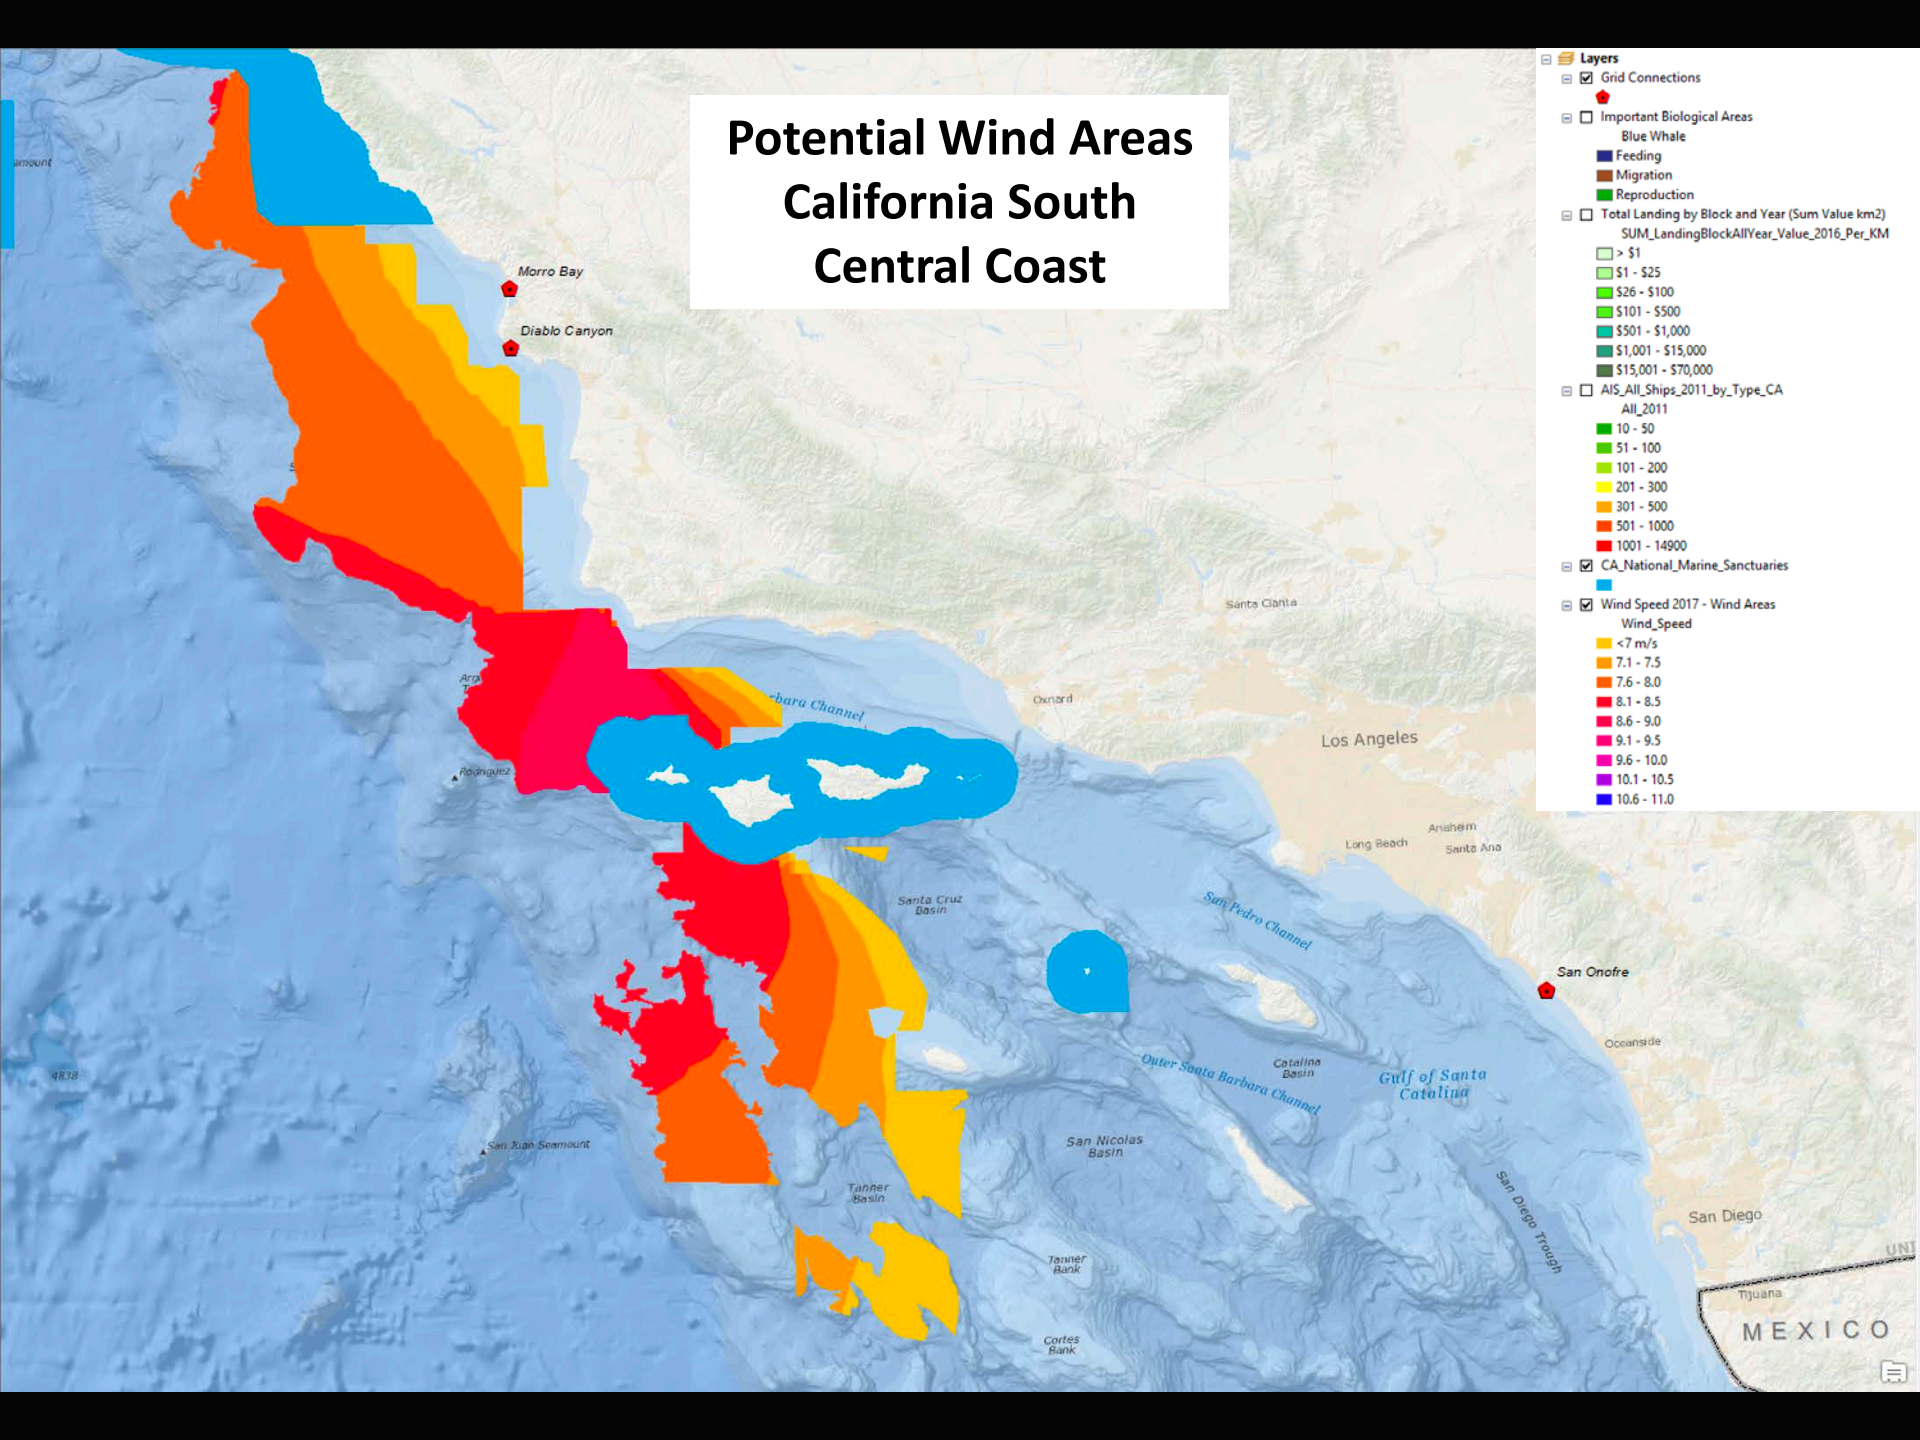 Potential Wind Areas
California South
Central Coast
Layers
Grid Connections
Important Biological Areas
Blue Whale
Feeding
Migration
Reproduction
Total Landing by Block and Year (Sum Value km2)
SUM_LandingBlockAllYear_Value_2016_Per_KM
> $1
$1 - $25
$26 - $100
$101 - $500
$501 - $1,000
$1,001 - $15,000
$15,001 - $70,000
AIS_All_Ships_2011_by_Type_CA
All_2011
10 - 50
51 - 100
101 - 200
201 - 300
301 - 500
501 - 1000
1001 - 14900
CA_National_Marine_Sanctuaries
Wind Speed 2017 - Wind Areas
Wind_Speed
<7 m/s
7.1 - 7.5
7.6 - 8.0
8.1 - 8.5
8.6 - 9.0
9.1 - 9.5
9.6 - 10.0
10.1 - 10.5
10.6 - 11.0
amount
Morro Bay
Diablo Canyon
Santa Clarita
Oxnard
rbara Channel
Los Angeles
Rodriguez
Anaheim
Long Beach
Santa Ana
Santa Cruz
Basin
San Pedro Channel
San Onofre
Oceanside
4838
Outer Santa Barbara Channel
Catalina
Basin
Gulf of Santa
Catalina
San Juan Seamount
San Nicolas
Basin
Tanner
Basin
San Diego Trough
San Diego
Tanner
Bank
UNI
Tijuana
MEXICO
Cortes
Bank